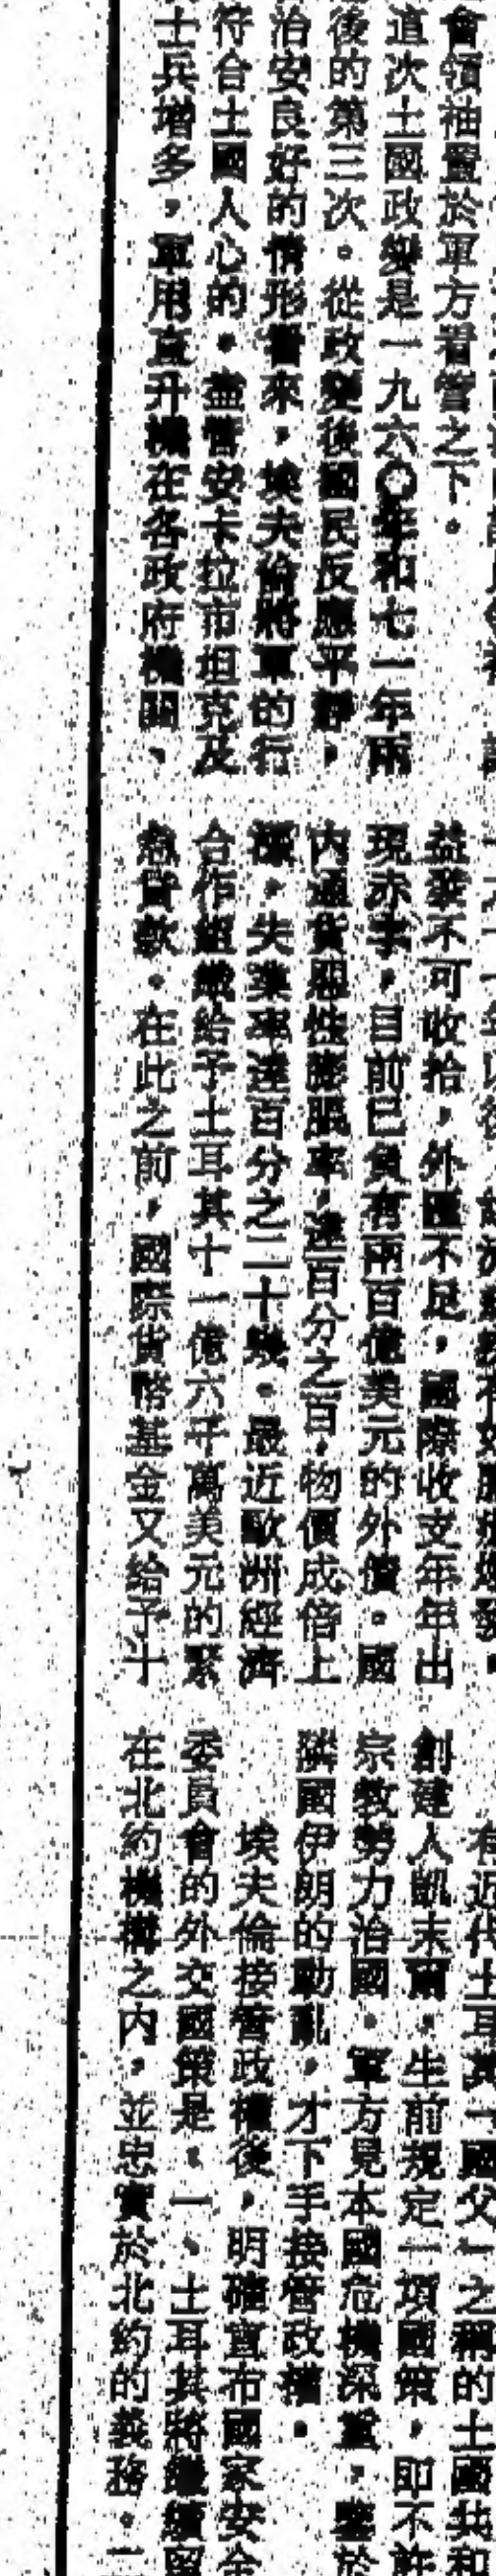 會領袖置於軍方看管之下。
道次土國政變是一九六〇年和七一年兩
後的第三次。從政變後國民反應平靜,
治安良好的情形看來,埃夫倫將軍的行
符合土國人心的。盡管安卡拉市坦克及
士兵增多,軍用直升機在各政府機關、
益發不可收拾,外匯不足,國際收支年年出
現赤字,目前已負有兩百億美元的外債。國
內通貨惡性膨脹率,達百分之百,物價成倍上
漲,失業率達百分之二十幾。最近歐洲經濟
合作組織給予土耳其十一億六千萬美元的緊
急貸款。在此之前,國際貨幣基金又給予十
有近代土耳其「國父」之稱的土國共和
創建人凱末爾。生前規定一項國策,即不許
宗教勢力治國。軍方見本國危機深重,鑒於
隣國伊朗的動亂,才下手接管政權。
埃夫倫接管政權後,明確宣布國家安全
委員會的外交國策是:一、土耳其將繼續留
在北約機構之內,並忠實於北約的義務。二